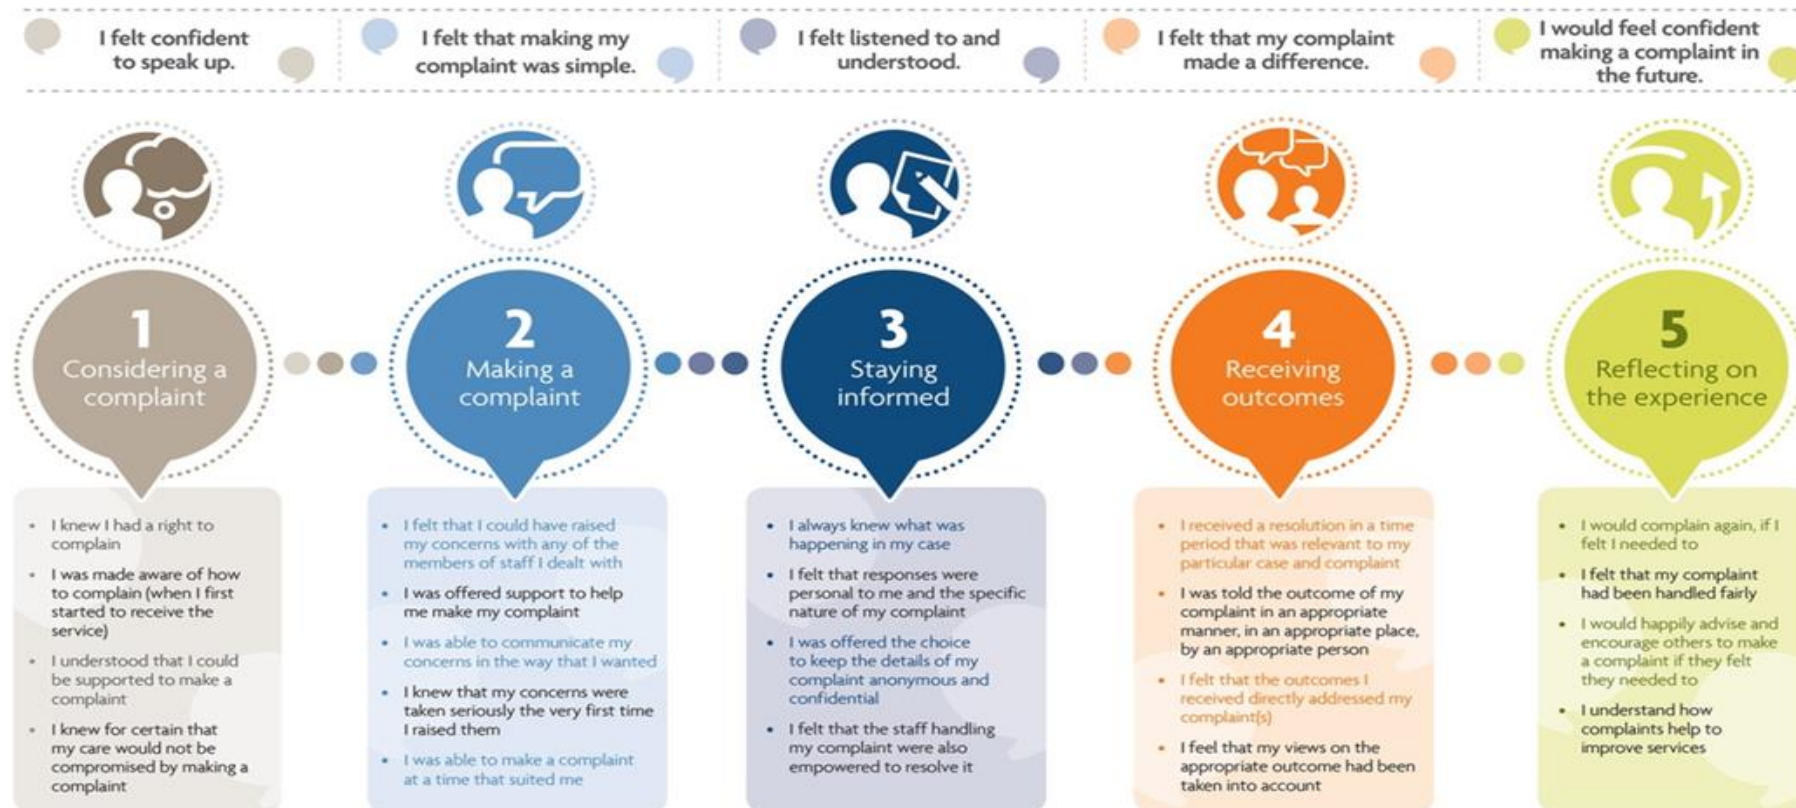 I felt confident
to speak up.
I felt that making my
complaint was simple.
I felt listened to and
understood.
I felt that my complaint
made a difference.
I would feel confident
making a complaint in
the future.
1
Considering a
complaint
2
Making a
complaint
3
Staying
informed
4
Receiving
outcomes
5
Reflecting on
the experience
• I knew I had a right to
complain
• I was made aware of how
to complain (when I first
started to receive the
service)
• I understood that I could
be supported to make a
complaint
• I knew for certain that
my care would not be
compromised by making a
complaint
• I felt that I could have raised
my concerns with any of the
members of staff I dealt with
• I was offered support to help
me make my complaint
• I was able to communicate my
concerns in the way that I wanted
• I knew that my concerns were
taken seriously the very first time
I raised them
• I was able to make a complaint
at a time that suited me
• I always knew what was
happening in my case
• I felt that responses were
personal to me and the specific
nature of my complaint
• I was offered the choice
to keep the details of my
complaint anonymous and
confidential
• I felt that the staff handling
my complaint were also
empowered to resolve it
• I received a resolution in a time
period that was relevant to my
particular case and complaint
• I was told the outcome of my
complaint in an appropriate
manner, in an appropriate place,
by an appropriate person
• I felt that the outcomes I
received directly addressed my
complaint(s)
• I feel that my views on the
appropriate outcome had been
taken into account
• I would complain again, if I
felt I needed to
• I felt that my complaint
had been handled fairly
• I would happily advise and
encourage others to make
a complaint if they felt
they needed to
• I understand how
complaints help to
improve services